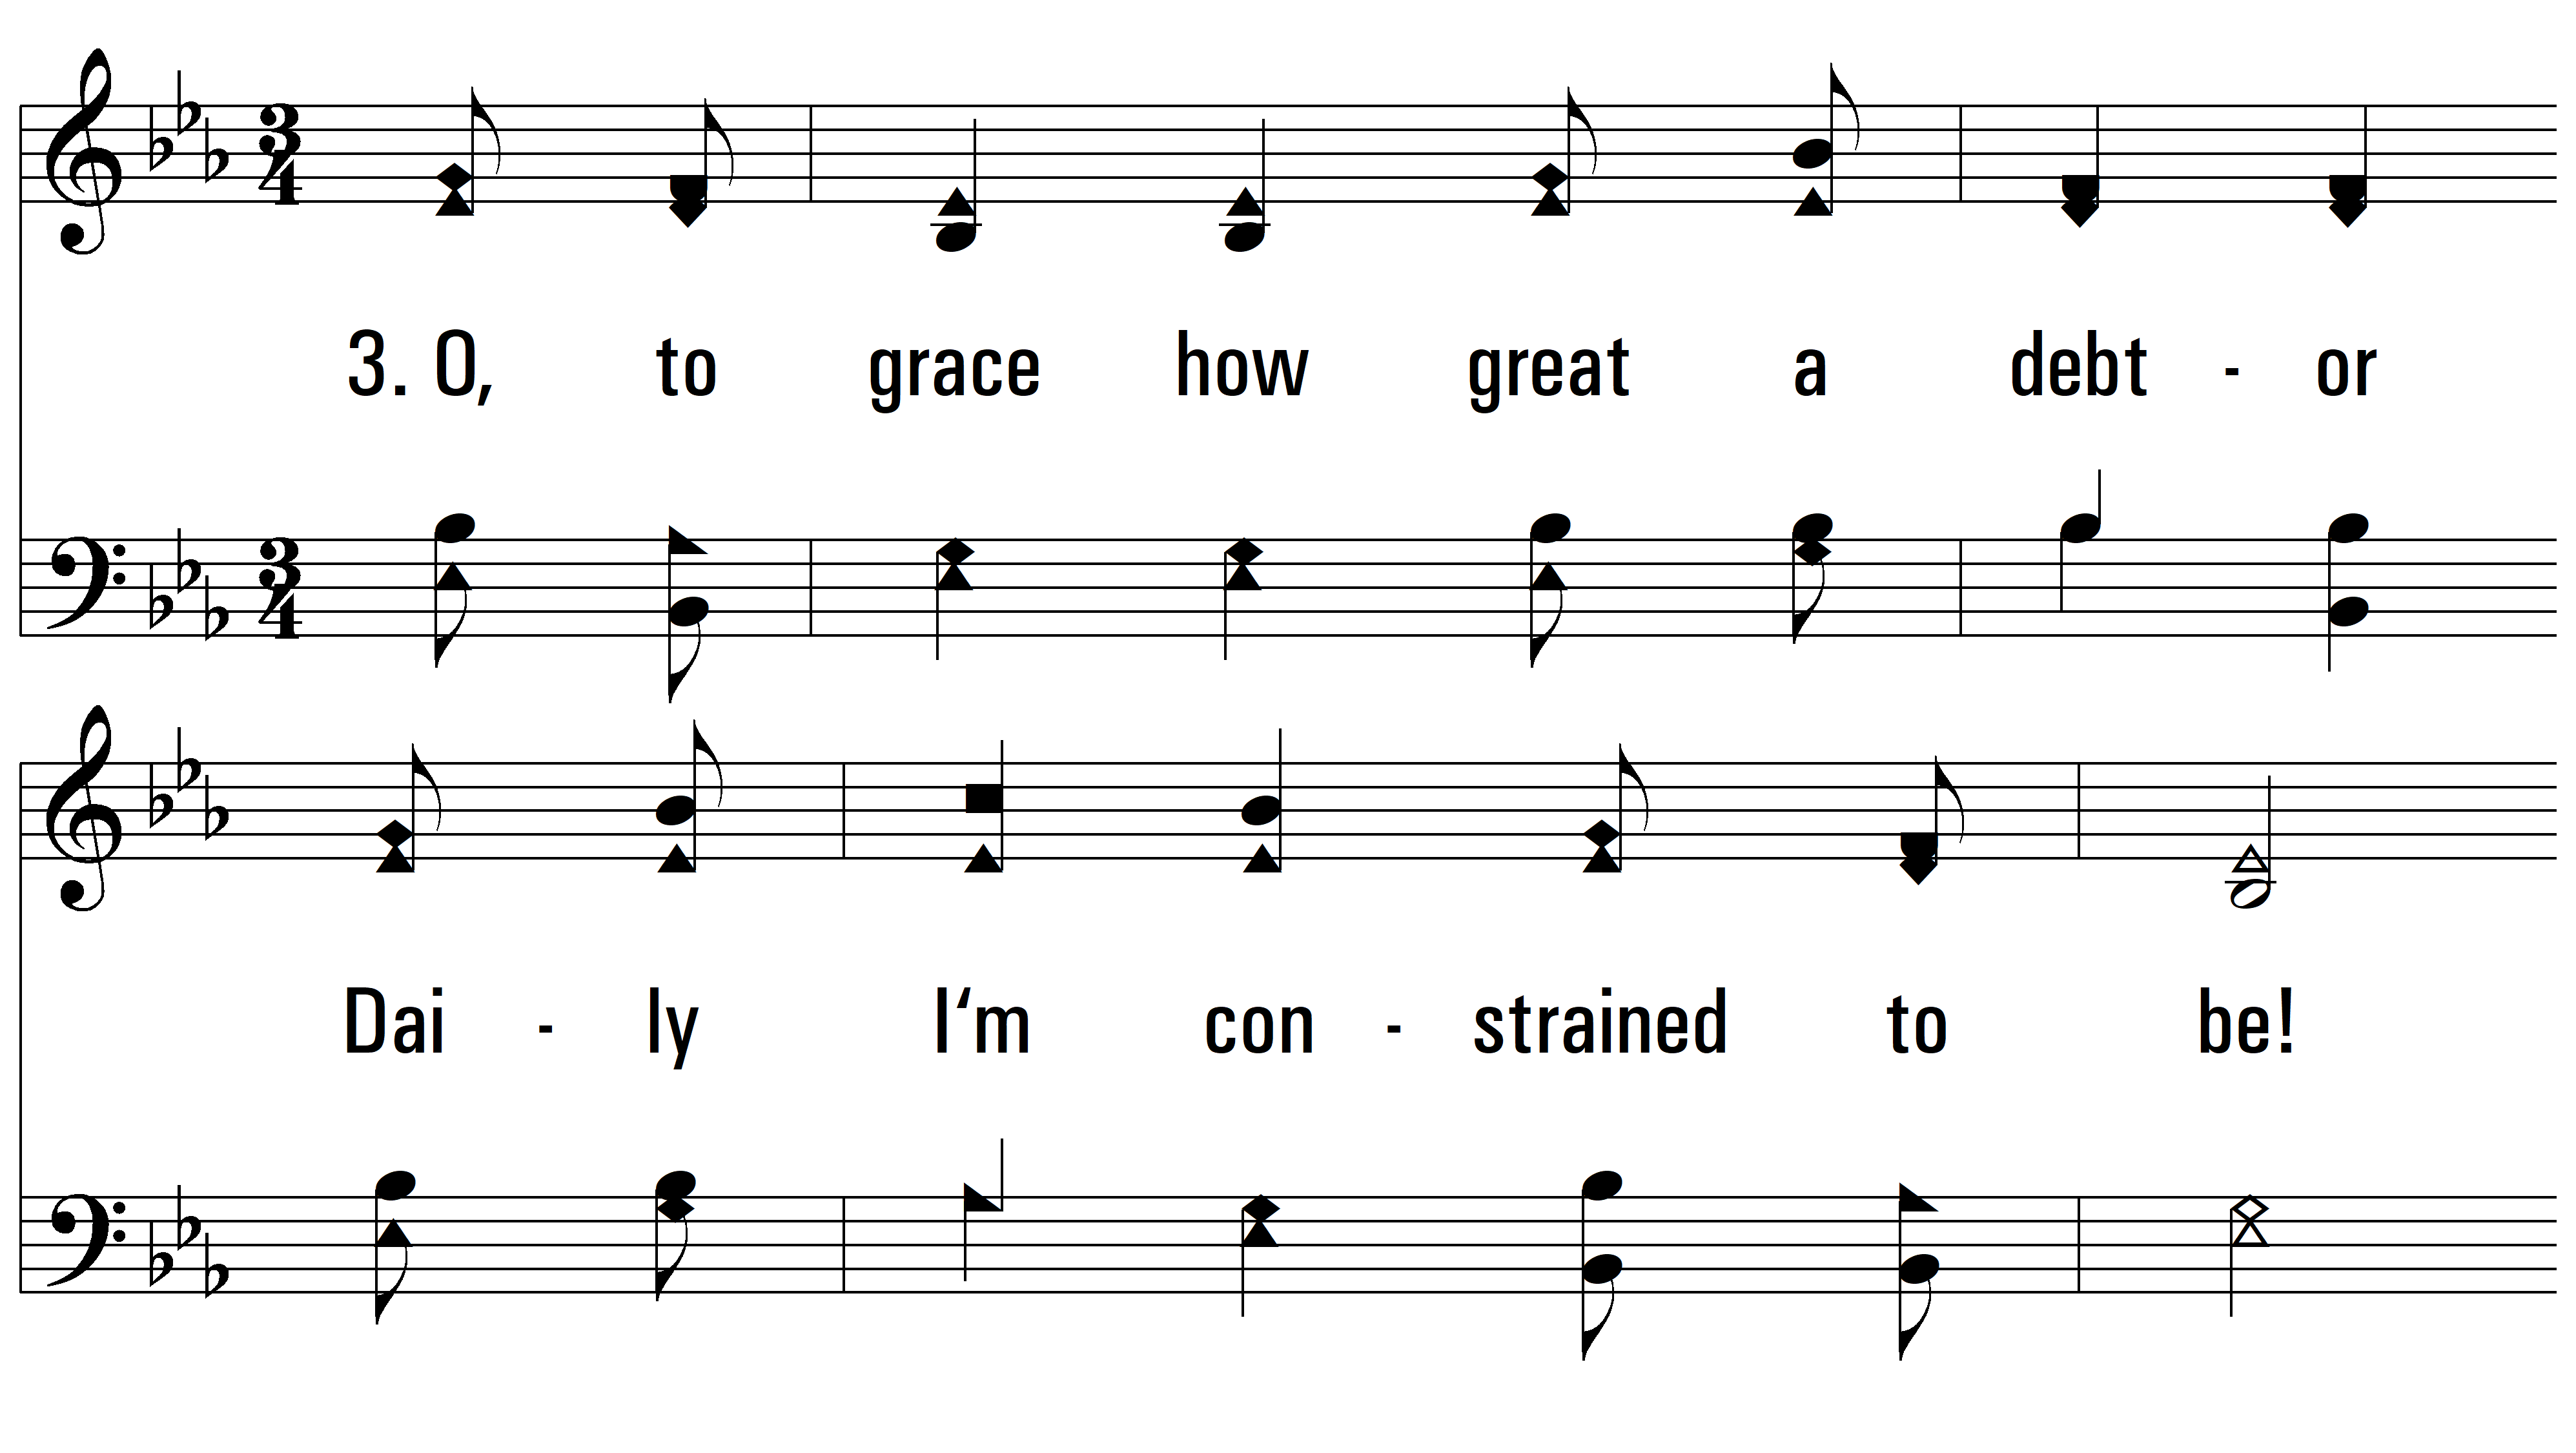 3. O, to grace how great a debt - or
Dai - ly I‘m con - strained to be!